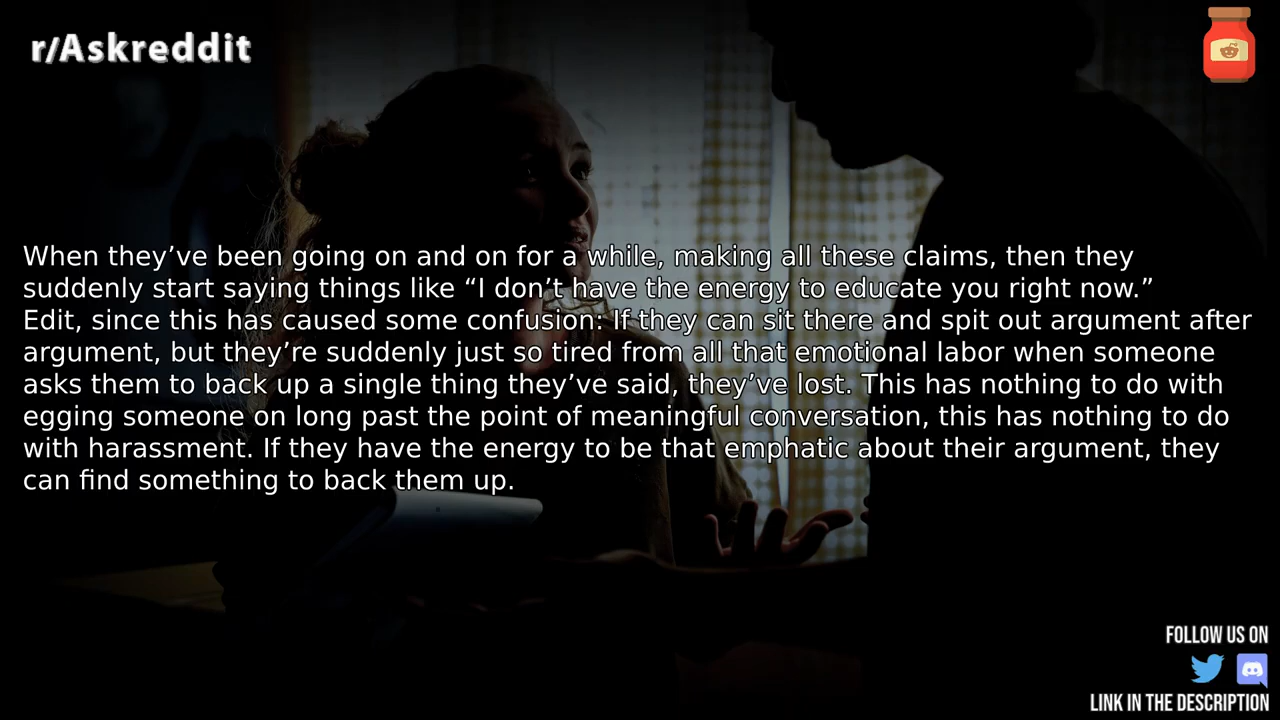 r/Askreddit
When they’ve been going on and on for a while, making all these claims, then they
suddenly start saying things like “I don’t have the energy to educate you right now.”
Edit, since this has caused some confusion: If they can sit there and spit out argument after
argument, but they’re suddenly just so tired from all that emotional labor when someone
asks them to back up a single thing they’ve said, they’ve lost. This has nothing to do with
egging someone on long past the point of meaningful conversation, this has nothing to do
with harassment. If they have the energy to be that emphatic about their argument, they
can find something to back them up.
FOLLOW US ON
LINK IN THE DESCRIPTION